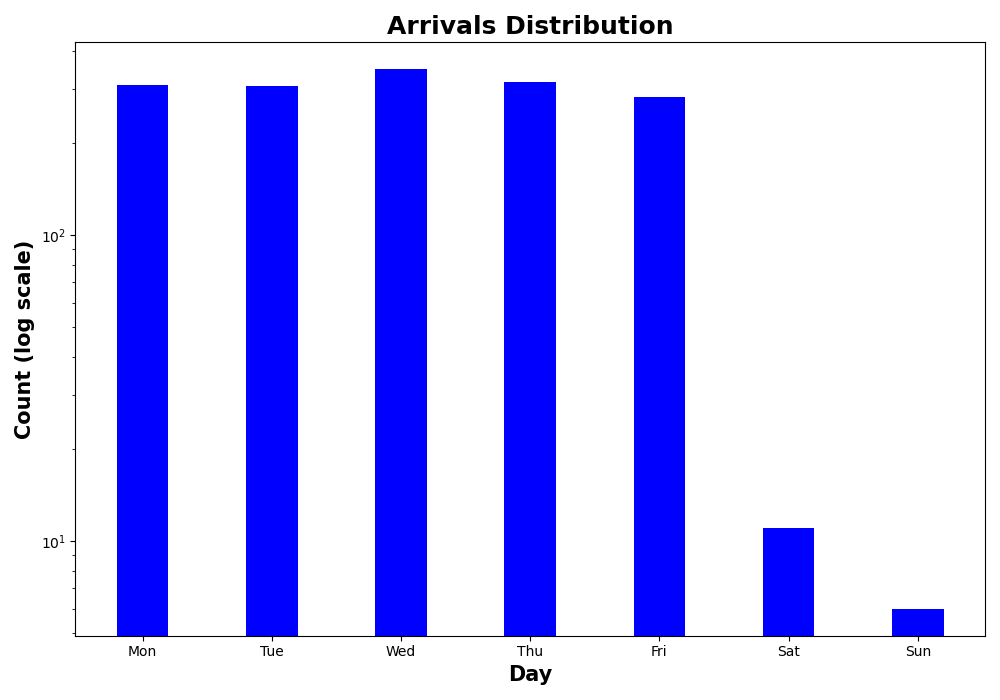 Arrivals Distribution
Count (log scale)
10²
10¹
Mon Tue Wed Thu Fri Sat Sun
Day